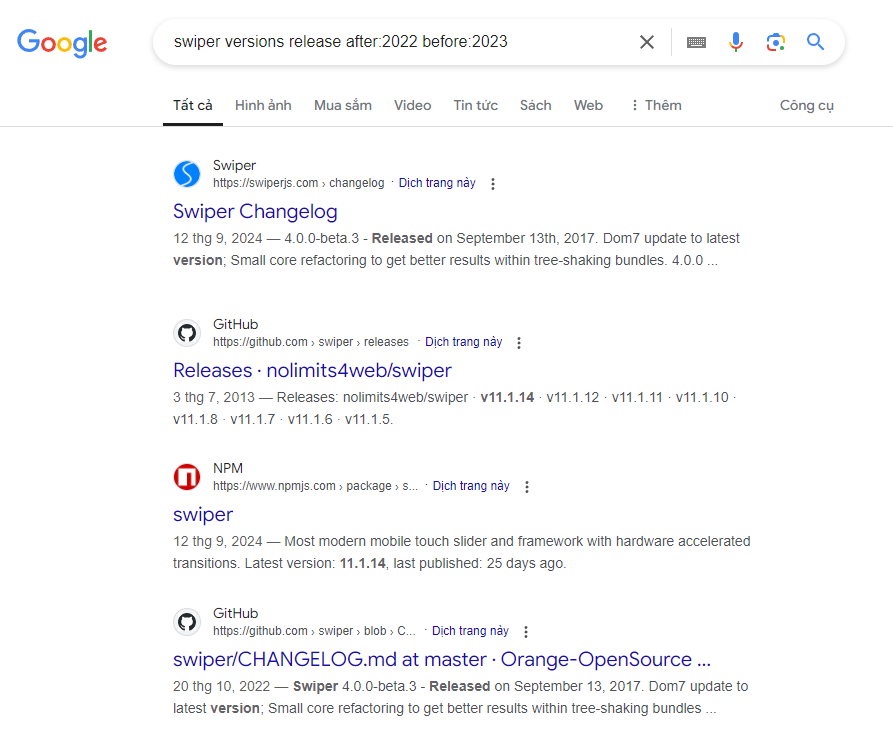 Google
swiper versions release after:2022 before:2023
Tất cả Hình ảnh Mua sắm Video Tin tức Sách Web Thêm Công cụ
Swiper
https://swiperjs.com › changelog · Dịch trang này
Swiper Changelog
12 thg 9, 2024 — 4.0.0-beta.3 - Released on September 13th, 2017. Dom7 update to latest
version; Small core refactoring to get better results within tree-shaking bundles. 4.0.0 ...
GitHub
https://github.com › swiper › releases · Dịch trang này
Releases · nolimits4web/swiper
3 thg 7, 2013 — Releases: nolimits4web/swiper · v11.1.14 · v11.1.12 · v11.1.11 · v11.1.10 ·
v11.1.8 · v11.1.7 · v11.1.6 · v11.1.5.
NPM
https://www.npmjs.com › package › s... · Dịch trang này
swiper
12 thg 9, 2024 — Most modern mobile touch slider and framework with hardware accelerated
transitions. Latest version: 11.1.14, last published: 25 days ago.
GitHub
https://github.com › swiper › blob › C... · Dịch trang này
swiper/CHANGELOG.md at master · Orange-OpenSource ...
20 thg 10, 2022 — Swiper 4.0.0-beta.3 - Released on September 13, 2017. Dom7 update to
latest version; Small core refactoring to get better results within tree-shaking bundles ...